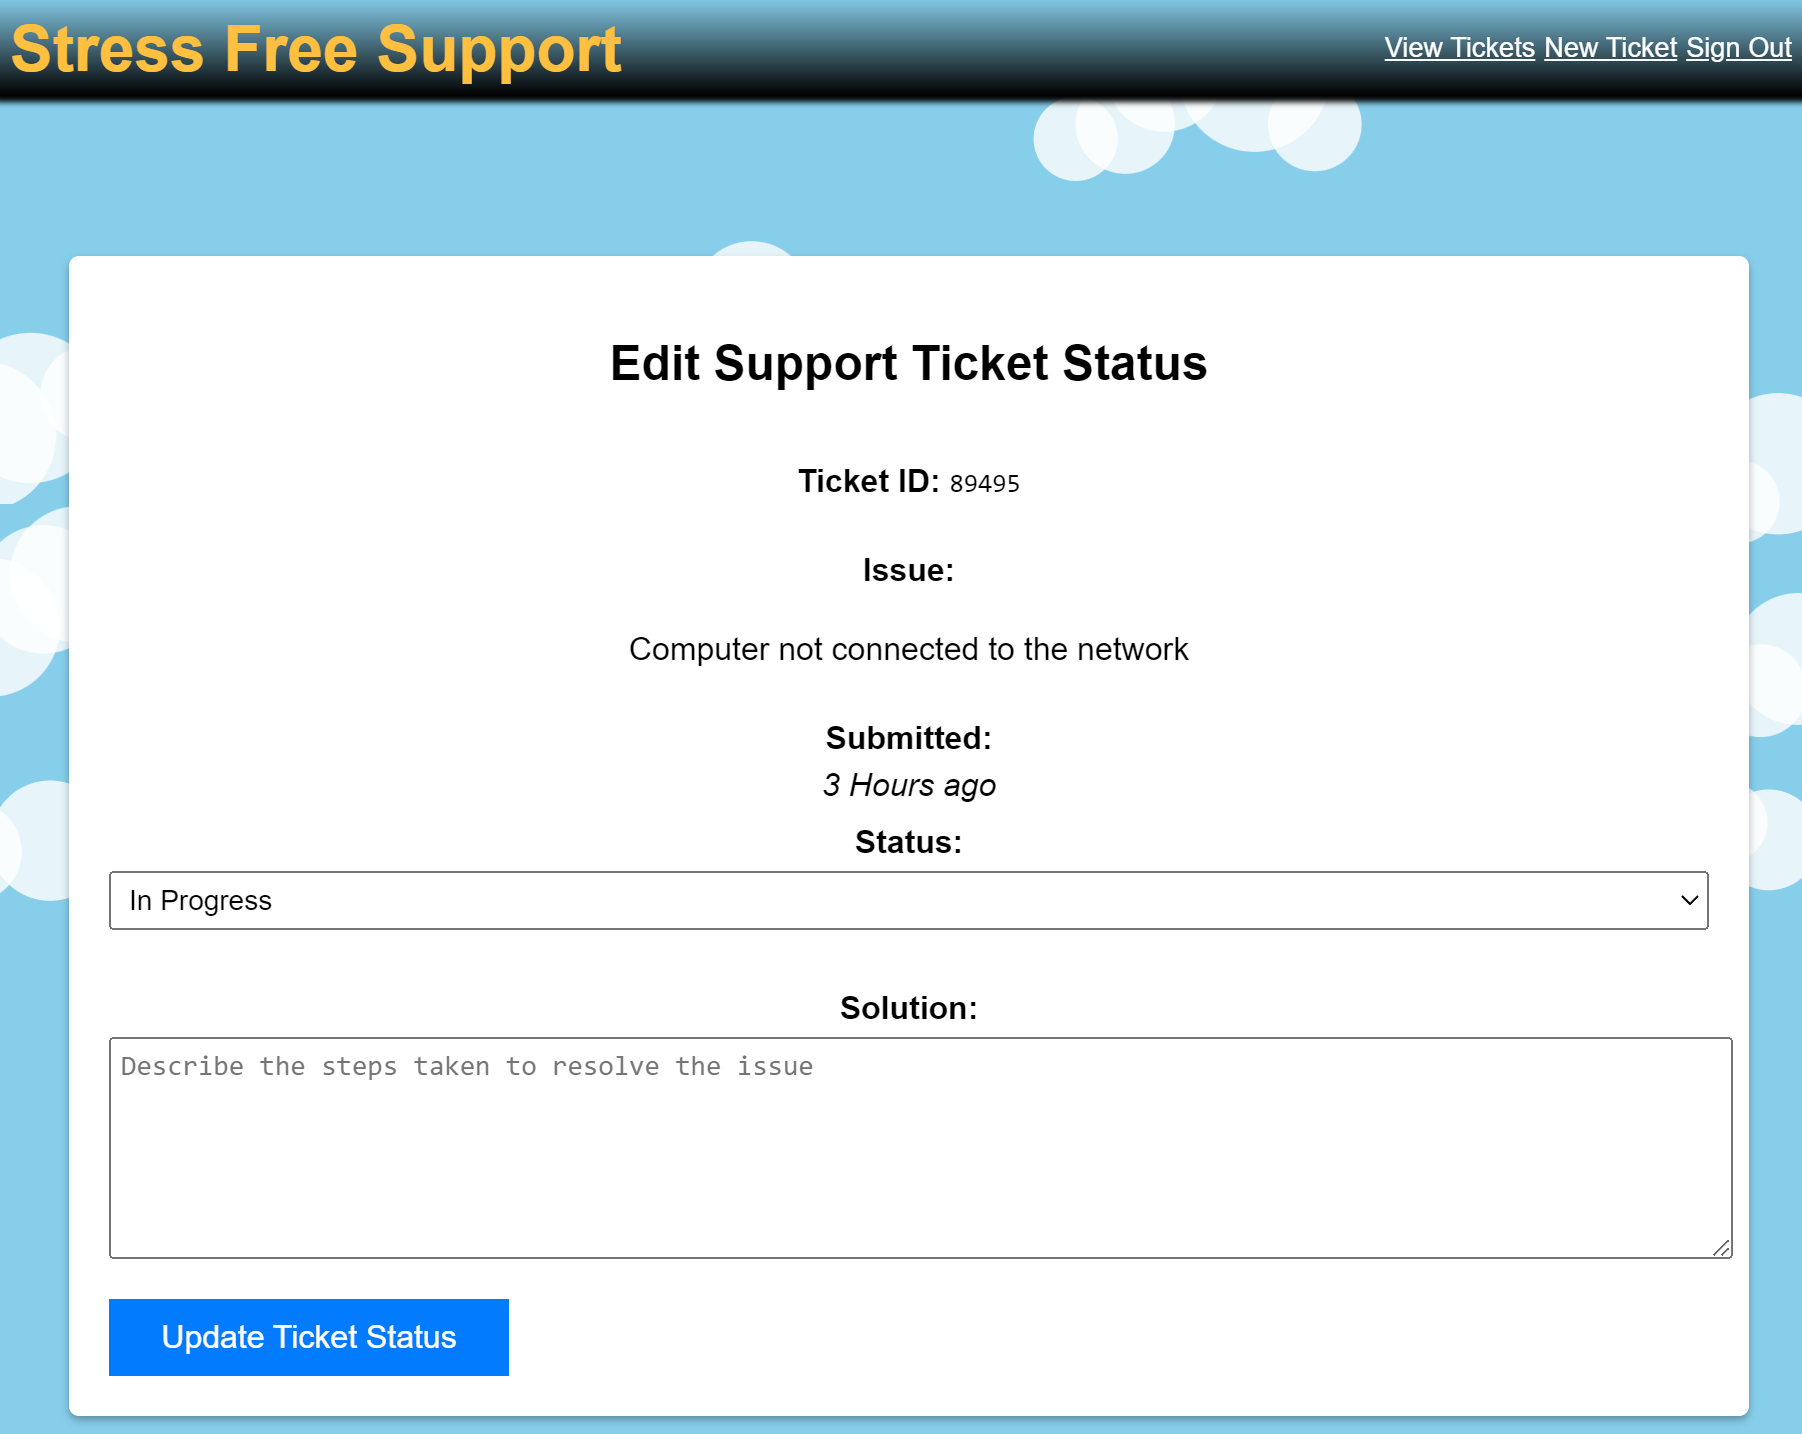 Stress Free Support
View Tickets New Ticket Sign Out
Edit Support Ticket Status
Ticket ID: 89495
Issue:
Computer not connected to the network
Submitted:
3 Hours ago
Status:
In Progress
Solution:
Describe the steps taken to resolve the issue
Update Ticket Status